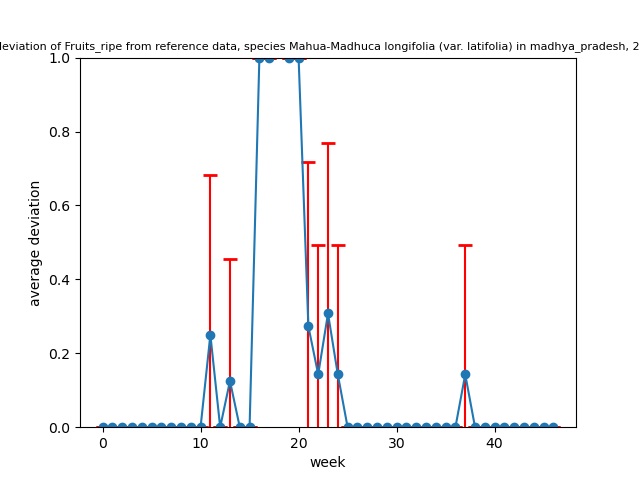 deviation of Fruits_ripe from reference data, species Mahua-Madhuca longifolia (var. latifolia) in madhya_pradesh, 2
1.0
0.8
0.6
0.4
0.2
0.0
average deviation
0 10 20 30 40
week